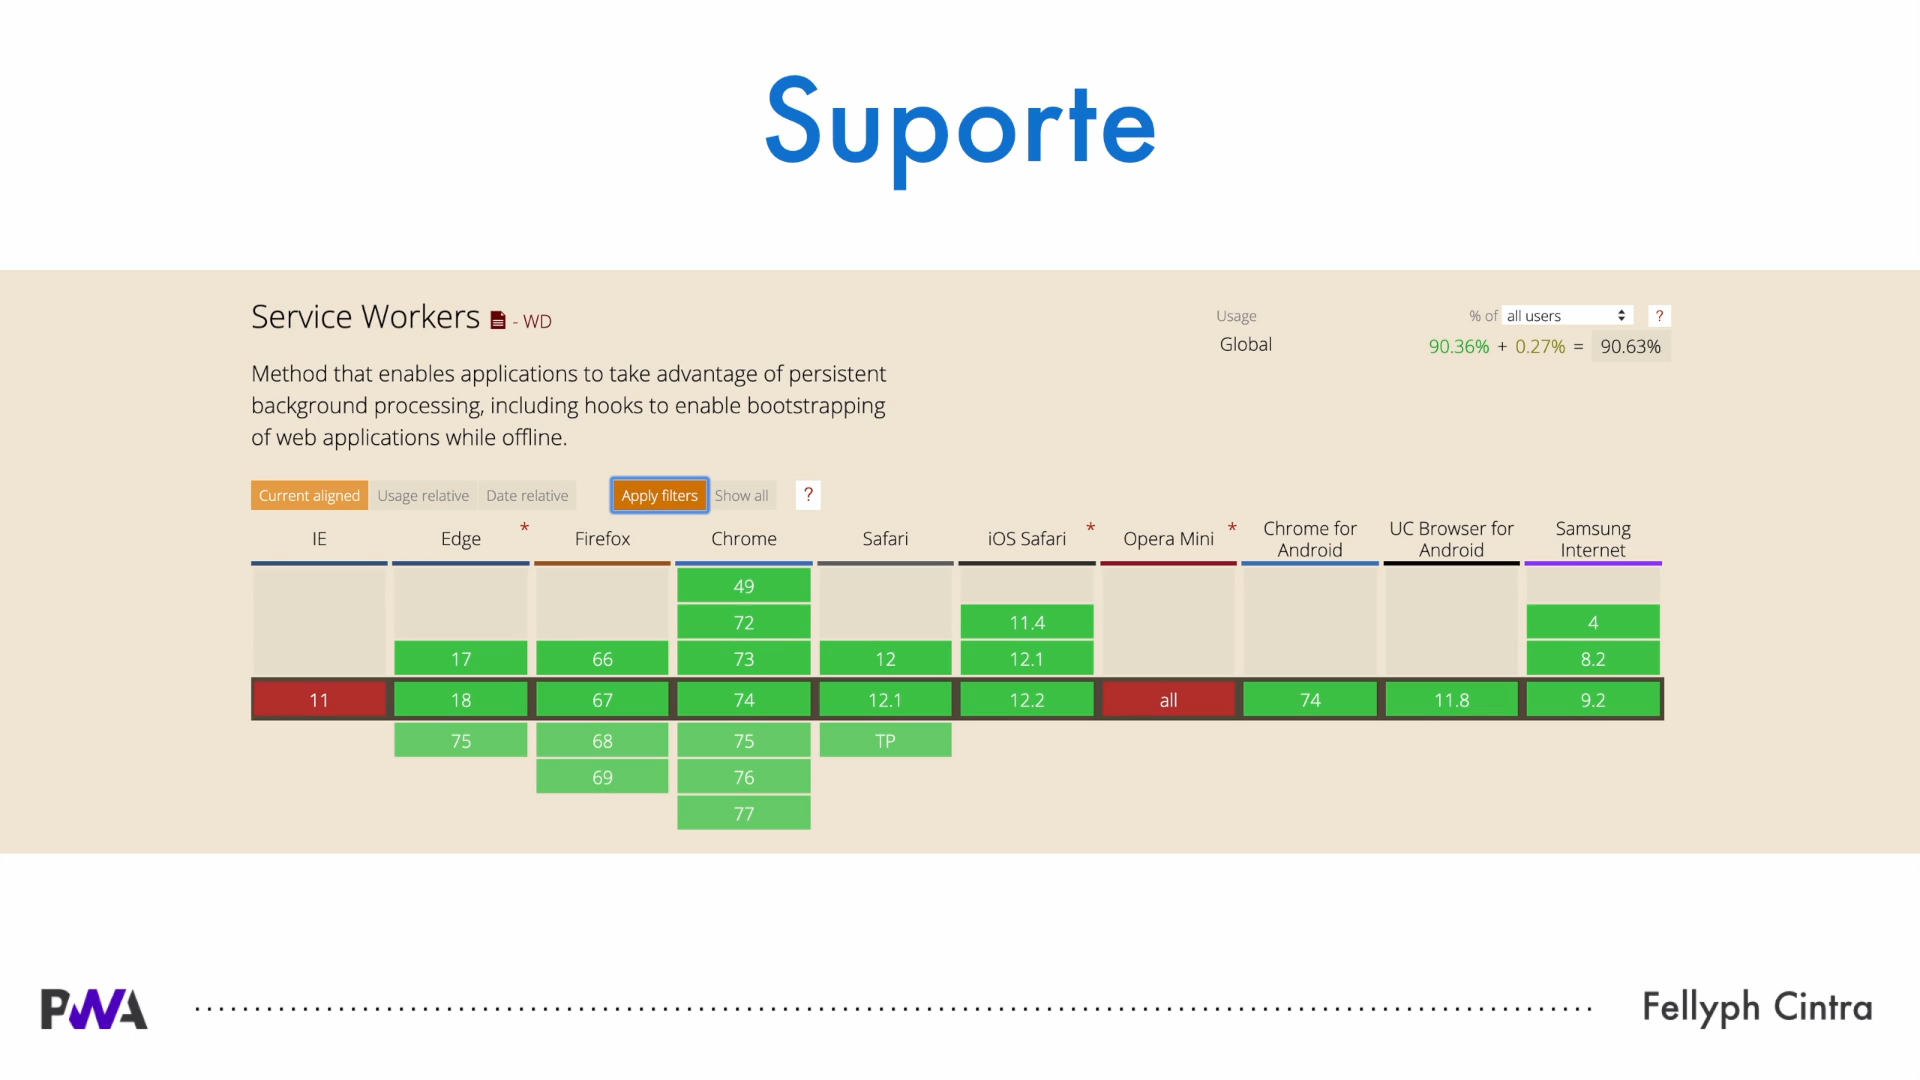 Suporte
Service Workers - WD
Usage % of all users ?
Global 90.36% + 0.27% = 90.63%
Method that enables applications to take advantage of persistent
background processing, including hooks to enable bootstrapping
of web applications while offline.
Current aligned Usage relative Date relative Apply filters Show all ?
IE Edge * Firefox Chrome Safari iOS Safari * Opera Mini * Chrome for Android UC Browser for Android Samsung Internet
49
72 11.4 4
17 66 73 12 12.1 8.2
11 18 67 74 12.1 12.2 all 74 11.8 9.2
75 68 75 TP
69 76
77
PWA Fellyph Cintra